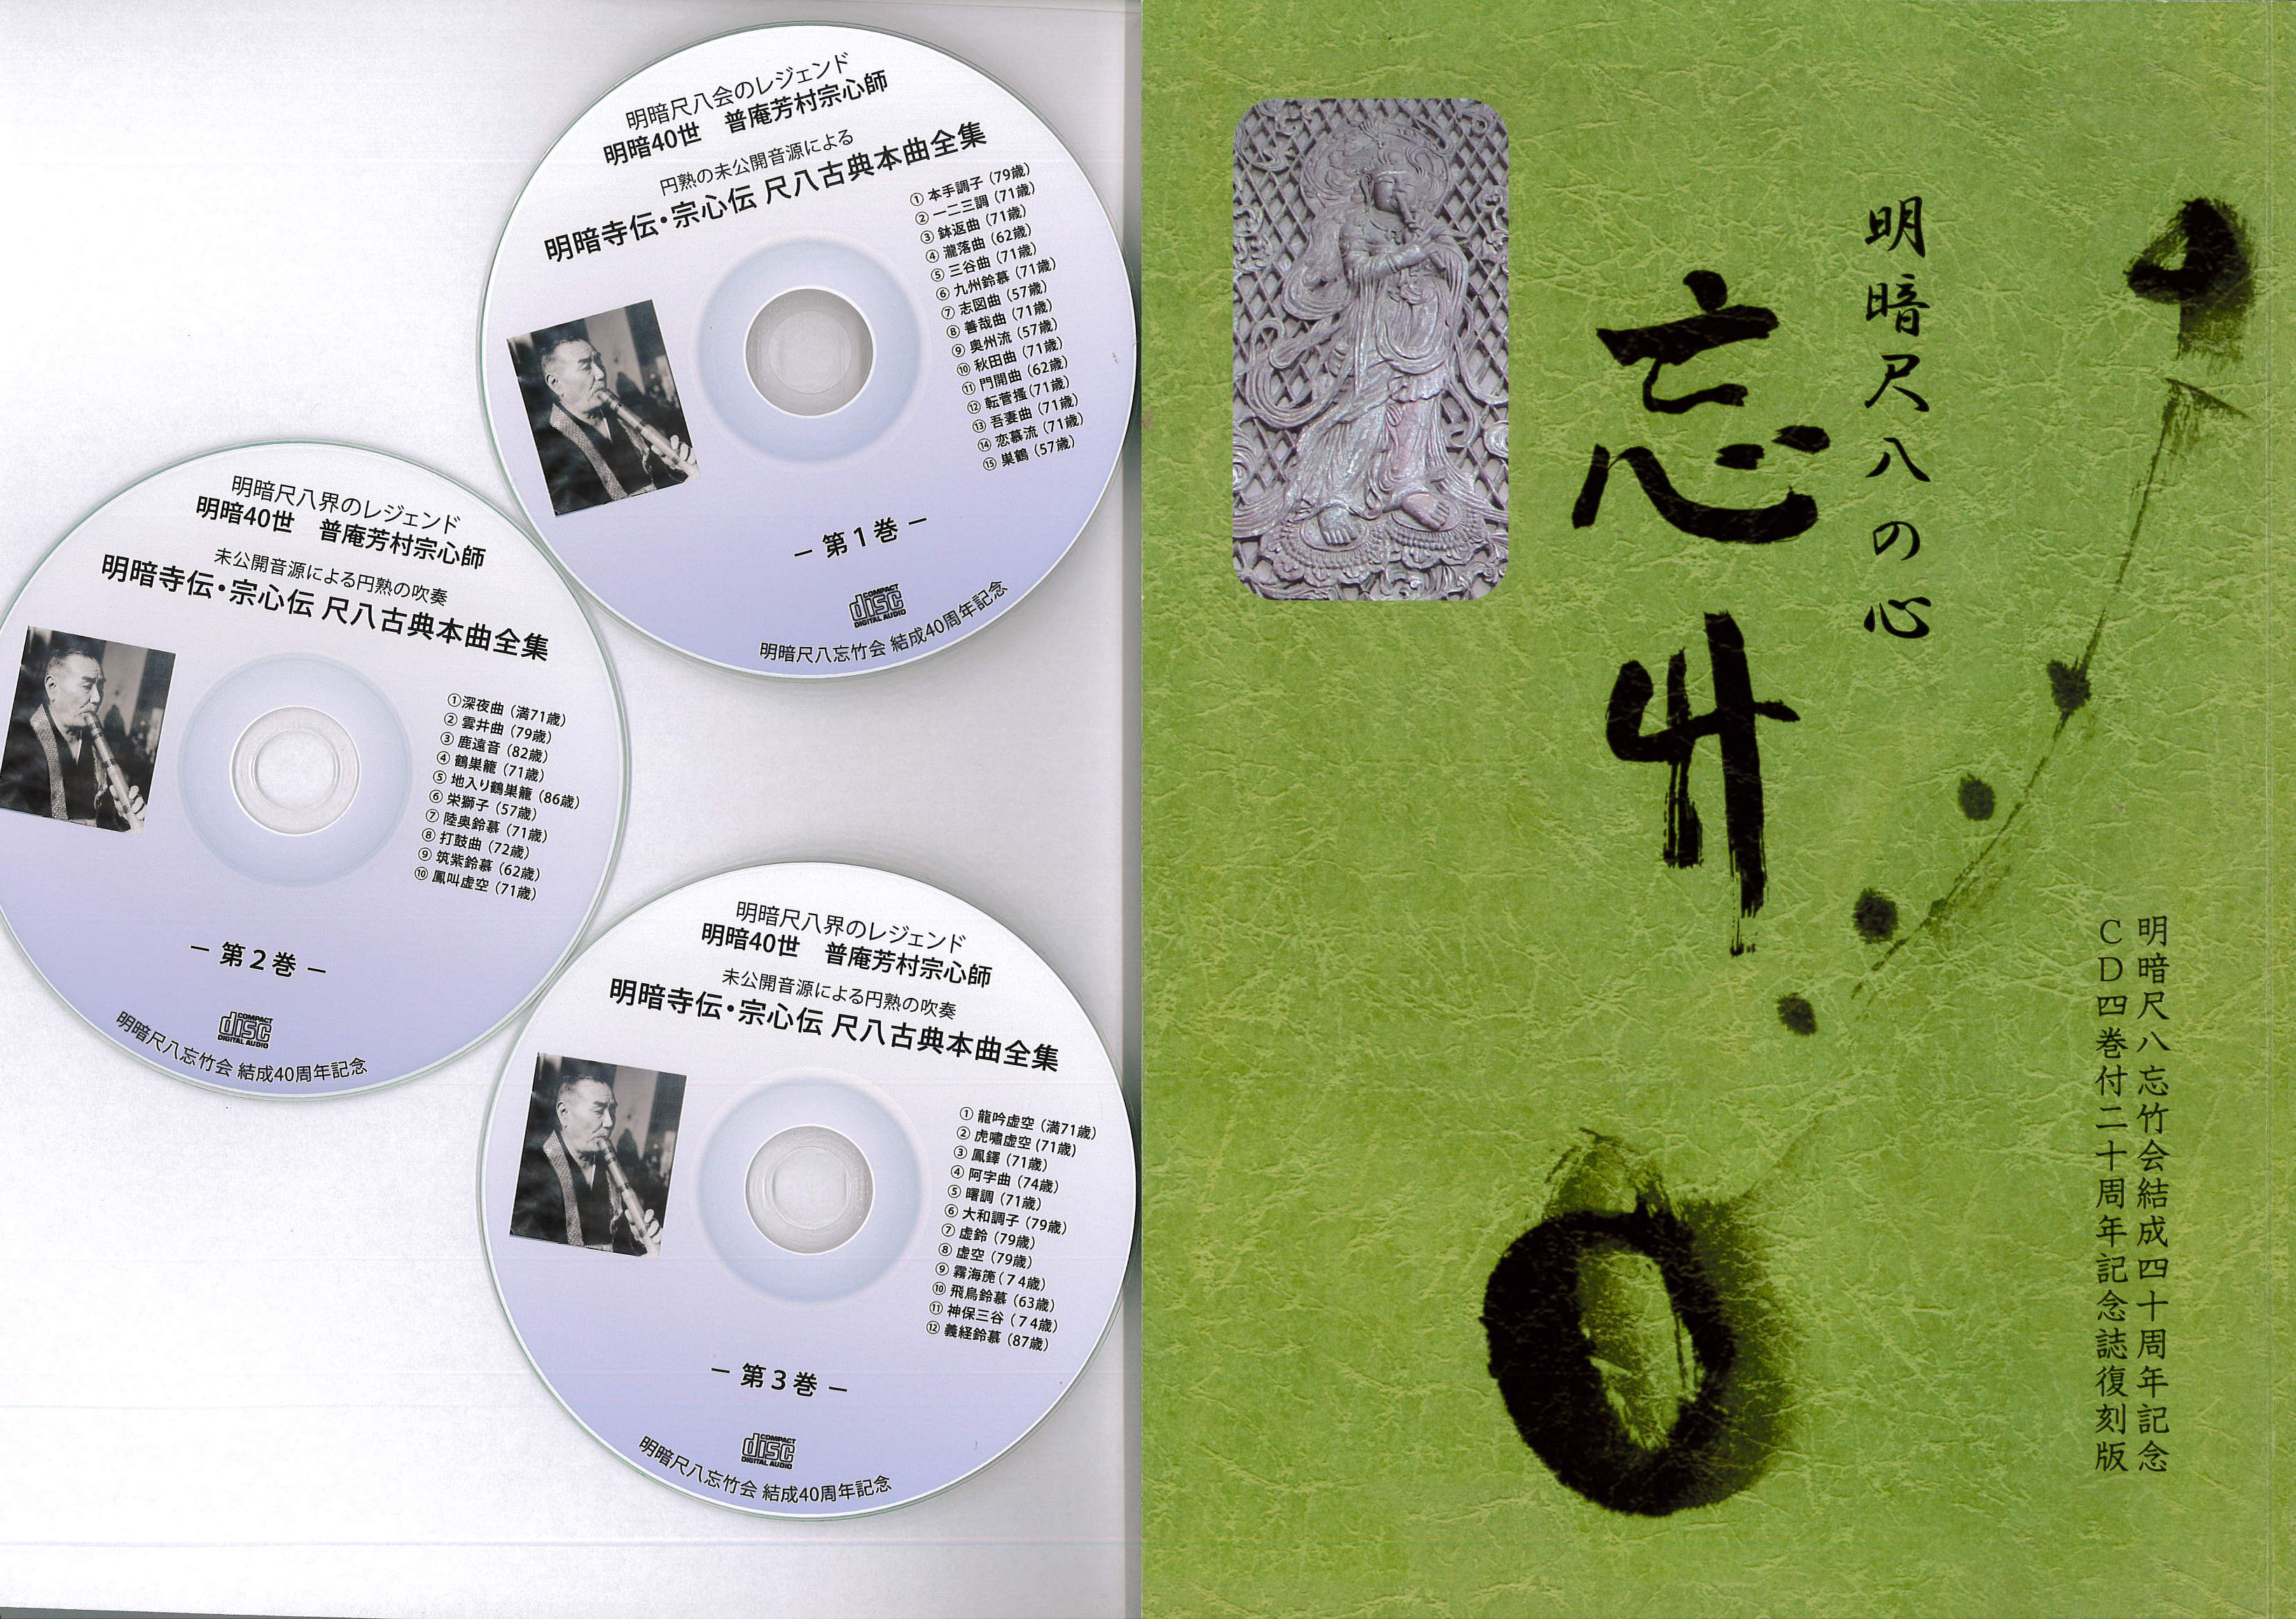 明暗尺八会のレジェンド
明暗40世　普庵芳村宗心師
円熟の未公開音源による
明暗寺伝・宗心伝 尺八古典本曲全集
① 本手調子（79歳）
② 一二三調（71歳）
③ 鉢返曲（71歳）
④ 瀧落曲（62歳）
⑤ 三谷曲（71歳）
⑥ 九州鈴慕（71歳）
⑦ 志図曲（57歳）
⑧ 善哉曲（71歳）
⑨ 奥州流（57歳）
⑩ 秋田曲（71歳）
⑪ 門開曲（62歳）
⑫ 転菅搔（71歳）
⑬ 吾妻曲（71歳）
⑭ 恋慕流（71歳）
⑮ 巣鶴（57歳）
－ 第１巻 －
COMPACT
disc
DIGITAL AUDIO
明暗尺八忘竹会 結成40周年記念
明暗尺八界のレジェンド
明暗40世　普庵芳村宗心師
未公開音源による円熟の吹奏
明暗寺伝・宗心伝 尺八古典本曲全集
①深夜曲（満71歳）
② 雲井曲（79歳）
③ 鹿遠音（82歳）
④ 鶴巣籠（71歳）
⑤ 地入り鶴巣籠（86歳）
⑥ 栄獅子（57歳）
⑦ 陸奥鈴慕（71歳）
⑧ 打鼓曲（72歳）
⑨ 筑紫鈴慕（62歳）
⑩ 鳳叫虚空（71歳）
－ 第２巻 －
COMPACT
disc
DIGITAL AUDIO
明暗尺八忘竹会 結成40周年記念
明暗尺八界のレジェンド
明暗40世　普庵芳村宗心師
未公開音源による円熟の吹奏
明暗寺伝・宗心伝 尺八古典本曲全集
① 龍吟虚空（満71歳）
② 虎嘯虚空（71歳）
③ 鳳鐸（71歳）
④ 阿字曲（74歳）
⑤ 曙調（71歳）
⑥ 大和調子（79歳）
⑦ 虚鈴（79歳）
⑧ 虚空（79歳）
⑨ 霧海箎（７４歳）
⑩ 飛鳥鈴慕（63歳）
⑪ 神保三谷（７４歳）
⑫ 義経鈴慕（87歳）
－ 第３巻 －
COMPACT
disc
DIGITAL AUDIO
明暗尺八忘竹会 結成40周年記念
明暗尺八の心
忘竹
明暗尺八忘竹会結成四十周年記念
ＣＤ四巻付二十周年記念誌復刻版